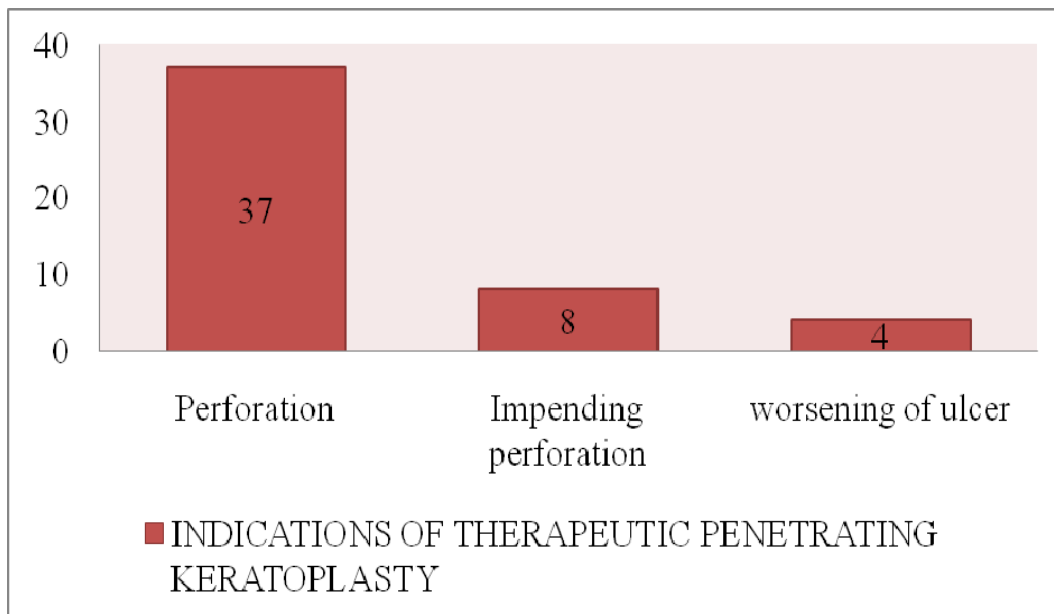 40
30
20
10
0
37
8
4
Perforation
Impending
perforation
worsening of ulcer
INDICATIONS OF THERAPEUTIC PENETRATING
KERATOPLASTY